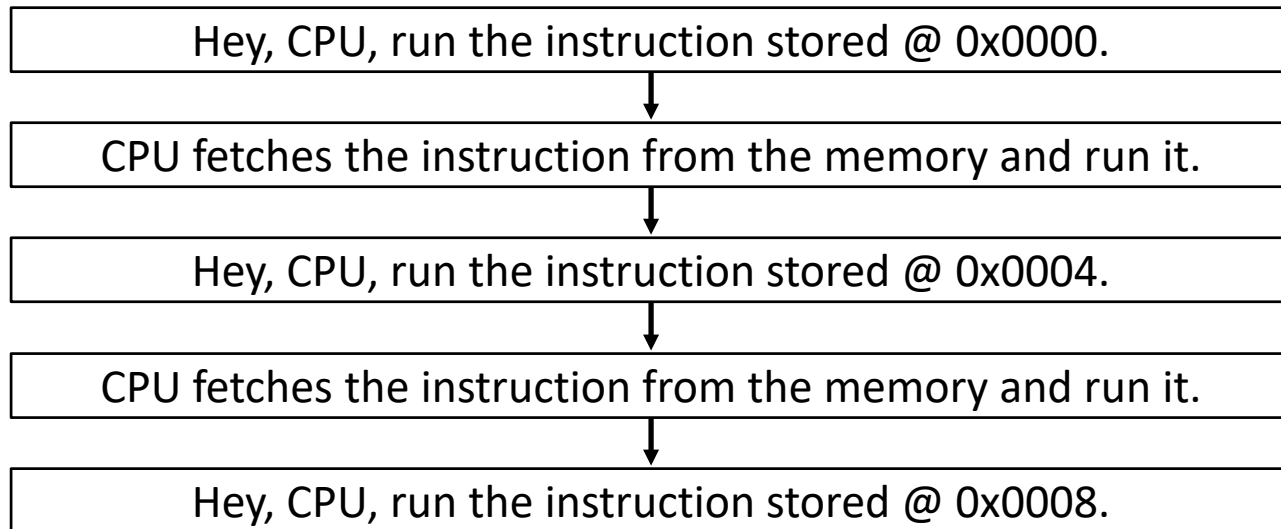 Hey, CPU, run the instruction stored @ 0x0000.
CPU fetches the instruction from the memory and run it.
Hey, CPU, run the instruction stored @ 0x0004.
CPU fetches the instruction from the memory and run it.
Hey, CPU, run the instruction stored @ 0x0008.